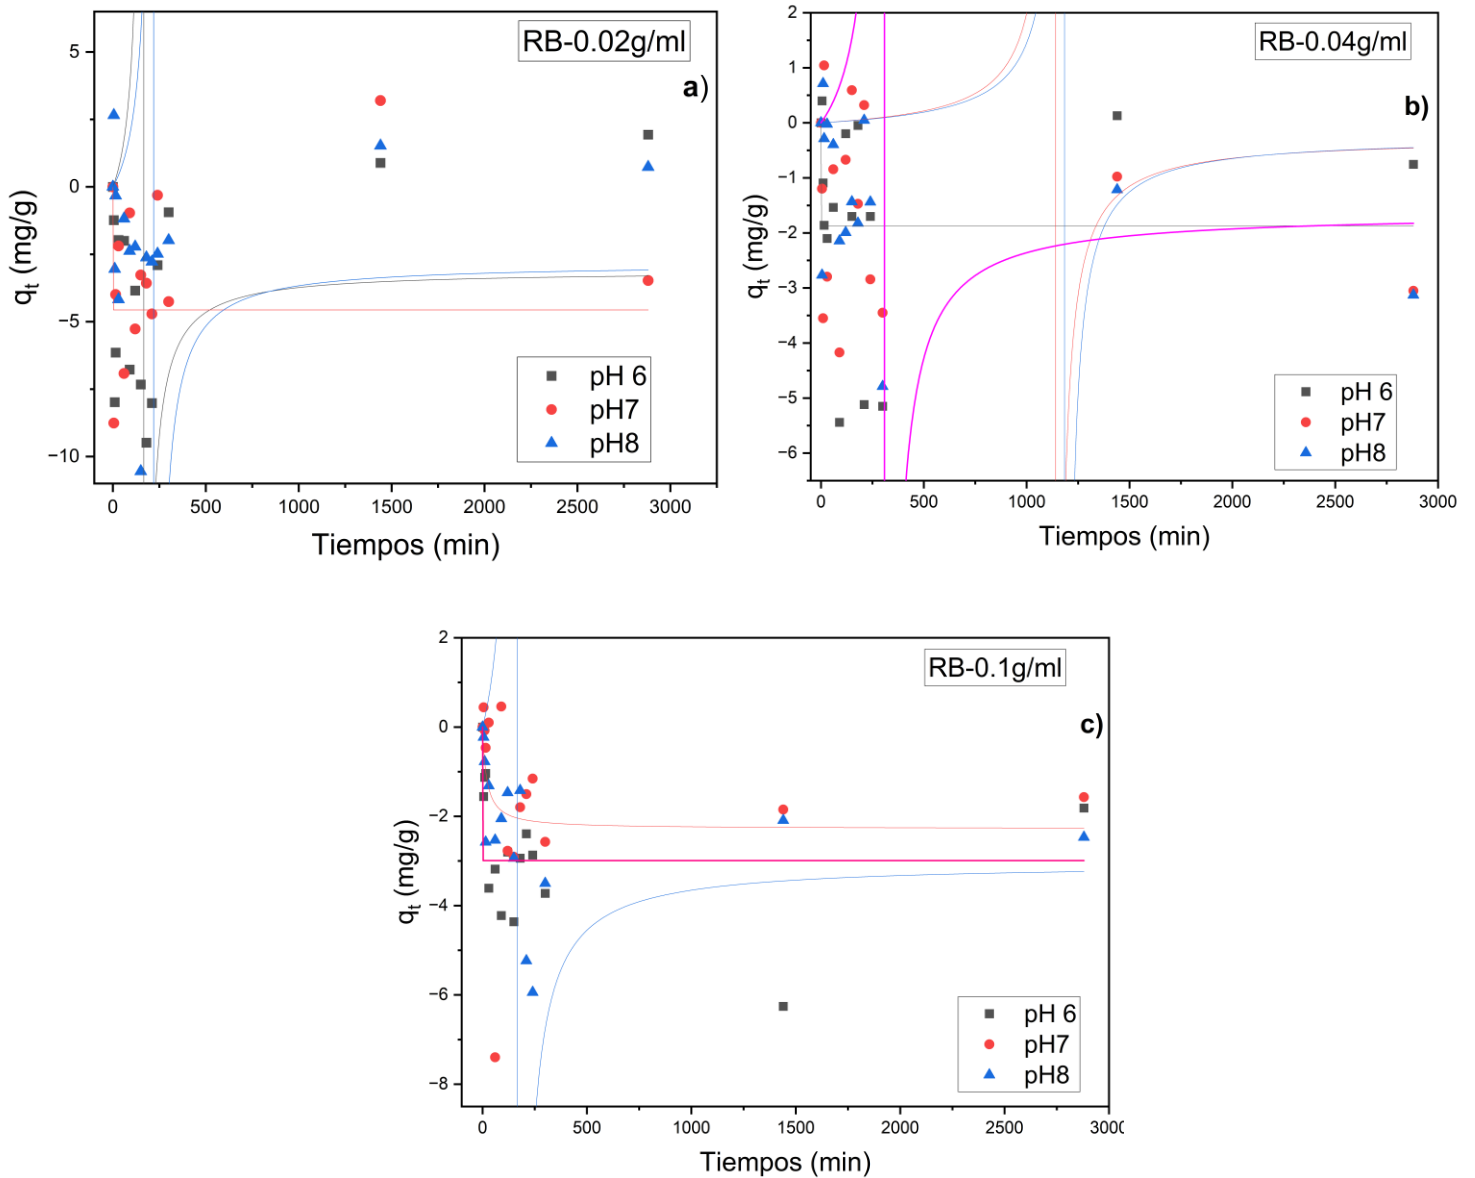 RB-0.02g/ml
a)
5
0
−5
−10
qt (mg/g)
pH 6
pH7
pH8
0
500
1000
1500
2000
2500
3000
Tiempos (min)
RB-0.04g/ml
b)
2
1
0
−1
−2
−3
−4
−5
−6
qt (mg/g)
pH 6
pH7
pH8
0
500
1000
1500
2000
2500
3000
Tiempos (min)
RB-0.1g/ml
c)
2
0
−2
−4
−6
−8
qt (mg/g)
pH 6
pH7
pH8
0
500
1000
1500
2000
2500
3000
Tiempos (min)